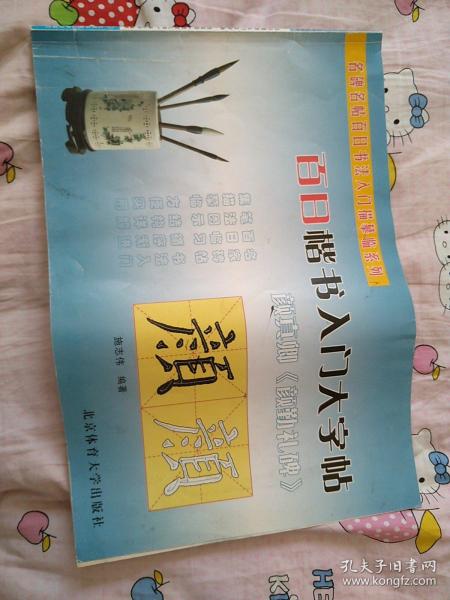 名碑名帖百日书法入门描摹临系列
百日楷书入门大字帖
颜真卿《颜勤礼碑》
颜
颜
施志伟 编著
北京体育大学出版社
孔夫子旧书网
www.kongfz.com